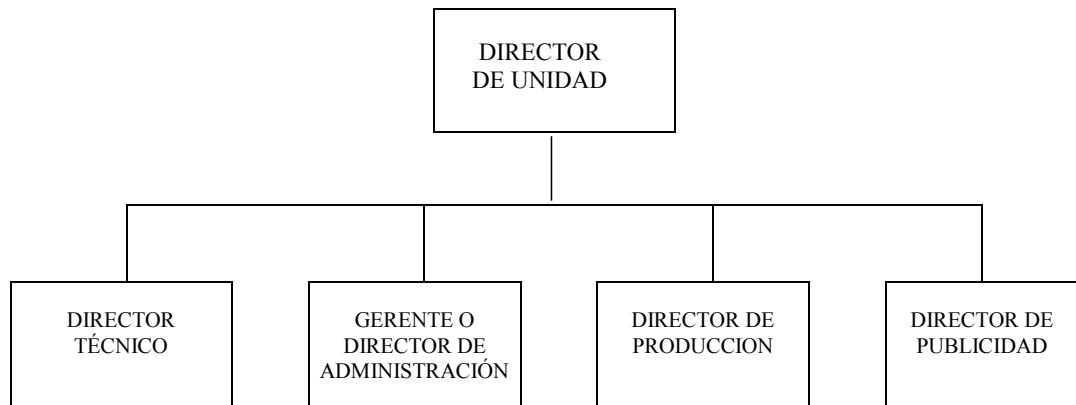 DIRECTOR
DE UNIDAD
DIRECTOR
TÉCNICO
GERENTE O
DIRECTOR DE
ADMINISTRACIÓN
DIRECTOR DE
PRODUCCION
DIRECTOR DE
PUBLICIDAD